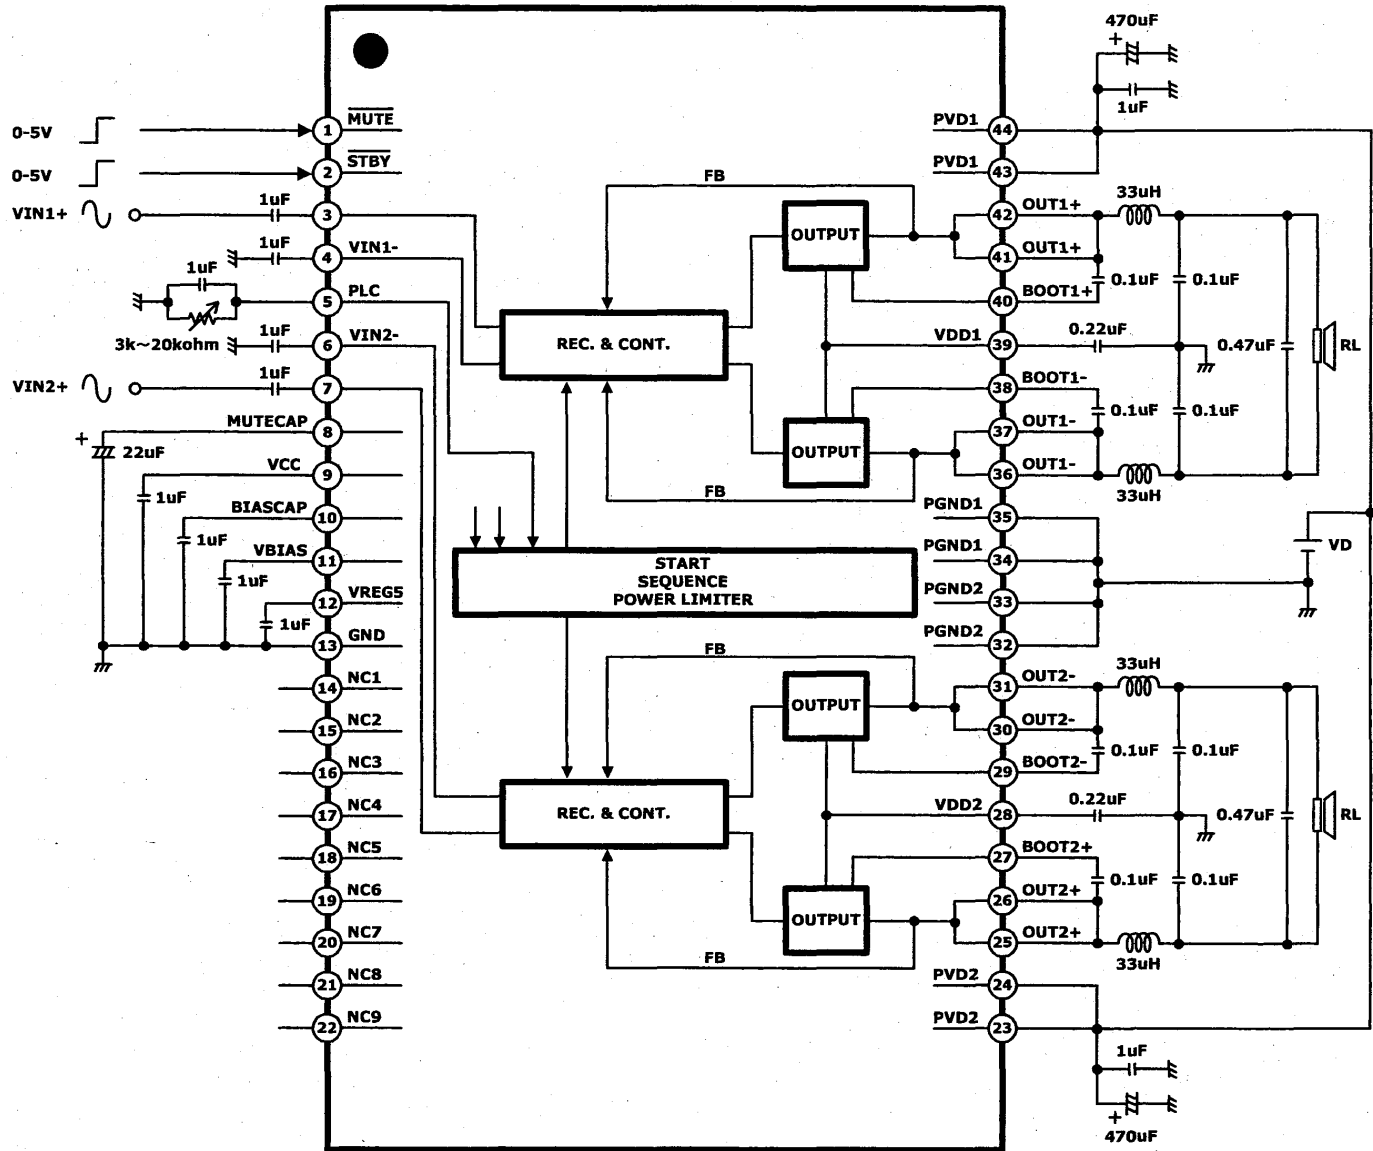 470uF
+
1uF
0-5V
1
MUTE
PVD1
44
0-5V
2
STBY
PVD1
43
VIN1+
1uF
3
FB
OUTPUT
42
OUT1+
33uH
1uF
4
VIN1-
41
OUT1+
0.1uF
0.1uF
1uF
5
PLC
40
BOOT1+
3k~20kohm
1uF
6
VIN2-
REC. & CONT.
VDD1
39
0.22uF
0.47uF
RL
VIN2+
1uF
7
38
BOOT1-
0.1uF
0.1uF
MUTECAP
8
OUTPUT
37
OUT1-
+
22uF
VCC
9
FB
36
OUT1-
33uH
1uF
BIASCAP
10
PGND1
35
1uF
VBIAS
11
START
SEQUENCE
POWER LIMITER
PGND1
34
VD
1uF
12
VREG5
PGND2
33
1uF
13
GND
PGND2
32
FB
14
NC1
OUTPUT
31
OUT2-
33uH
15
NC2
30
OUT2-
0.1uF
0.1uF
16
NC3
29
BOOT2-
17
NC4
REC. & CONT.
VDD2
28
0.22uF
0.47uF
RL
18
NC5
27
BOOT2+
0.1uF
0.1uF
19
NC6
OUTPUT
26
OUT2+
20
NC7
FB
25
OUT2+
33uH
21
NC8
PVD2
24
22
NC9
PVD2
23
1uF
+
470uF